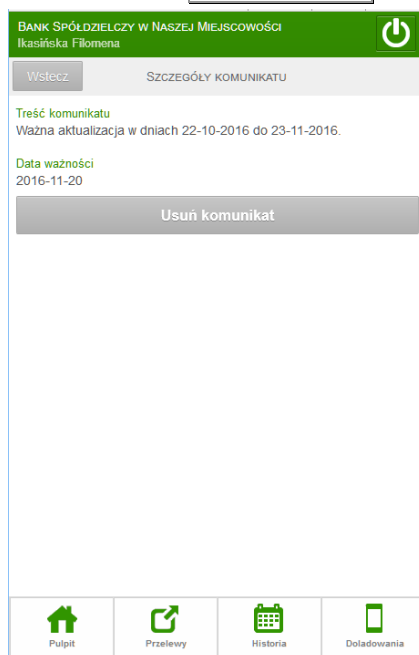 Bank Spółdzielczy w Naszej Miejscowości
Ikasińska Filomena
Wstecz
Szczegóły komunikatu
Treść komunikatu
Ważna aktualizacja w dniach 22-10-2016 do 23-11-2016.
Data ważności
2016-11-20
Usuń komunikat
Pulpit
Przelewy
Historia
Doladowania